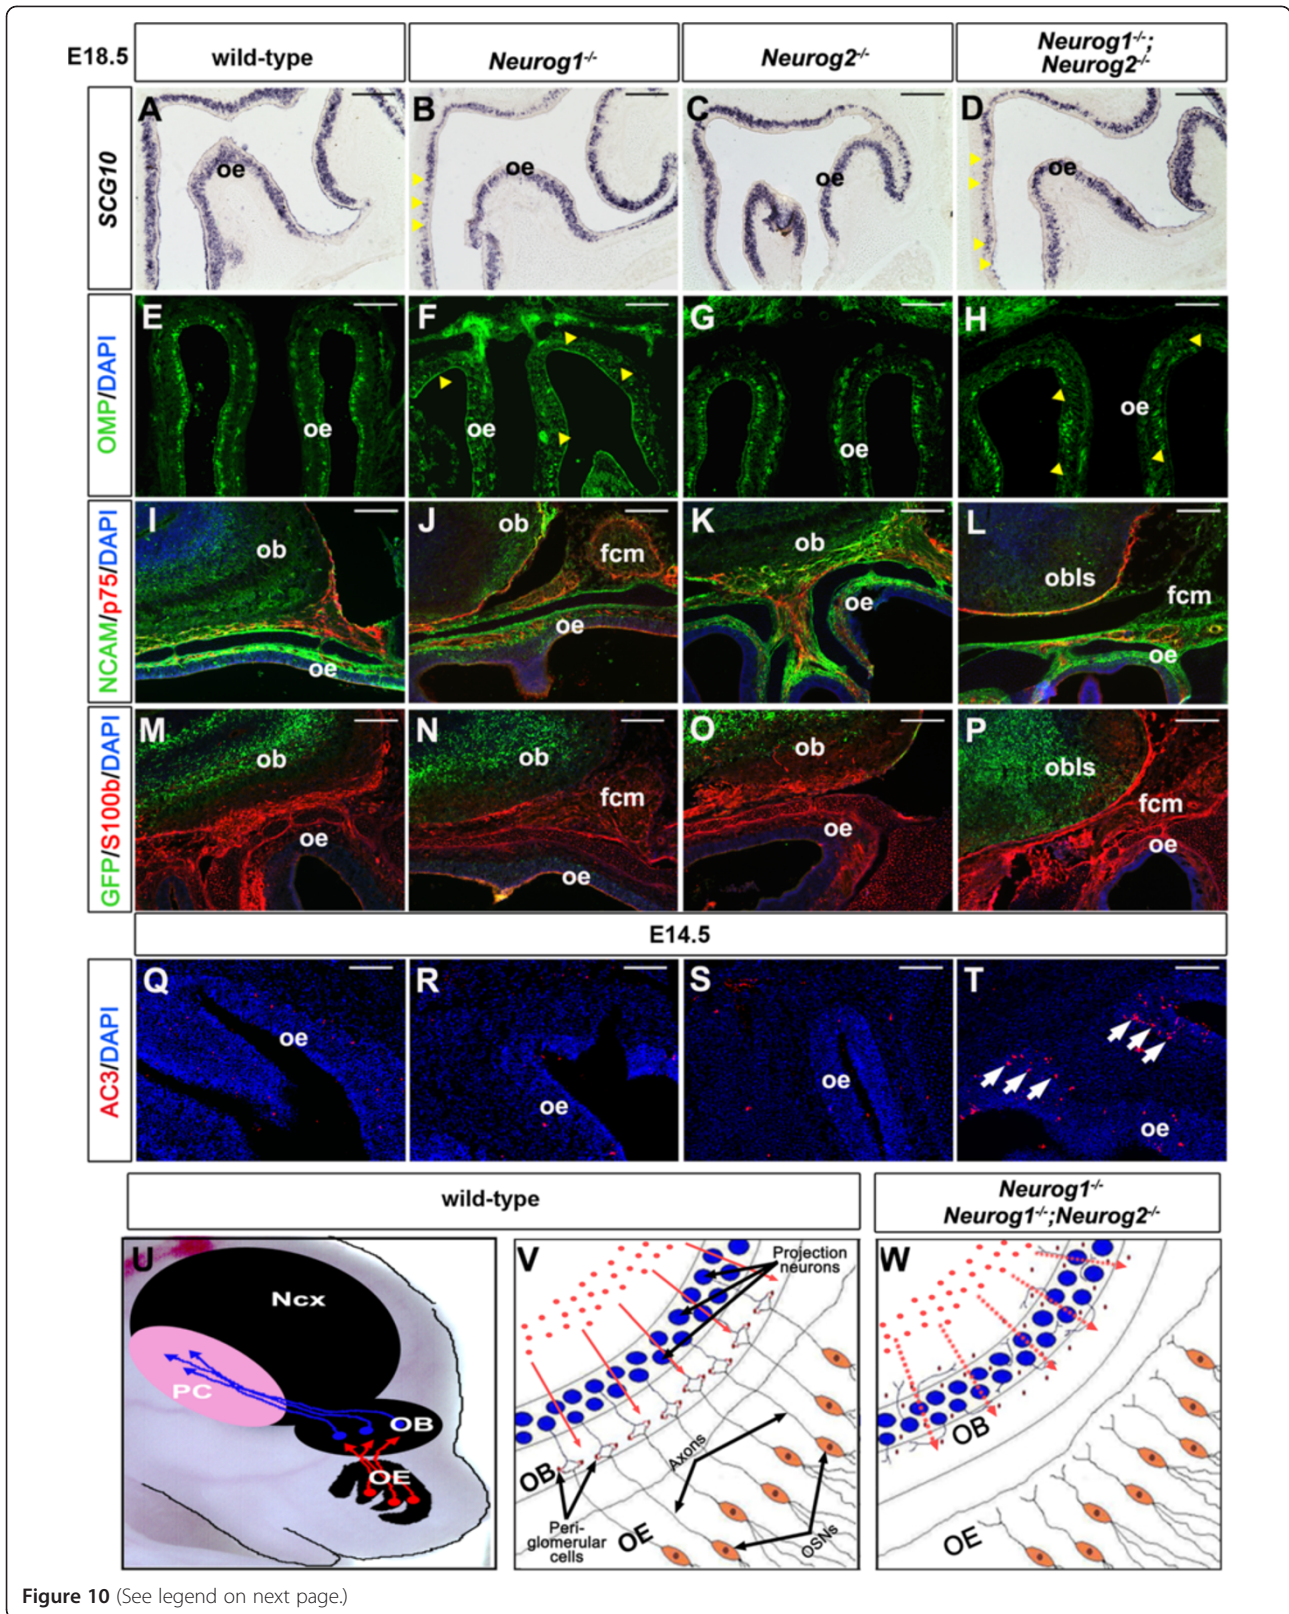 E18.5
wild-type
Neurog1-/-
Neurog2-/-
Neurog1-/-;
Neurog2-/-
SCG10
A
oe
B
oe
C
oe
D
oe
OMP/DAPI
E
oe
F
oe
G
oe
H
oe
NCAM/p75/DAPI
I
ob
oe
J
ob
fcm
oe
K
ob
oe
L
obls
fcm
oe
GFP/S100b/DAPI
M
ob
oe
N
ob
fcm
oe
O
ob
oe
P
obls
fcm
oe
E14.5
AC3/DAPI
Q
oe
R
oe
S
oe
T
oe
wild-type
Neurog1-/-
Neurog1-/-;Neurog2-/-
U
Ncx
PC
OB
OE
V
Projection
neurons
OB
Axons
Peri-
glomerular
cells
OE
OSNs
W
OB
OE
Figure 10 (See legend on next page.)